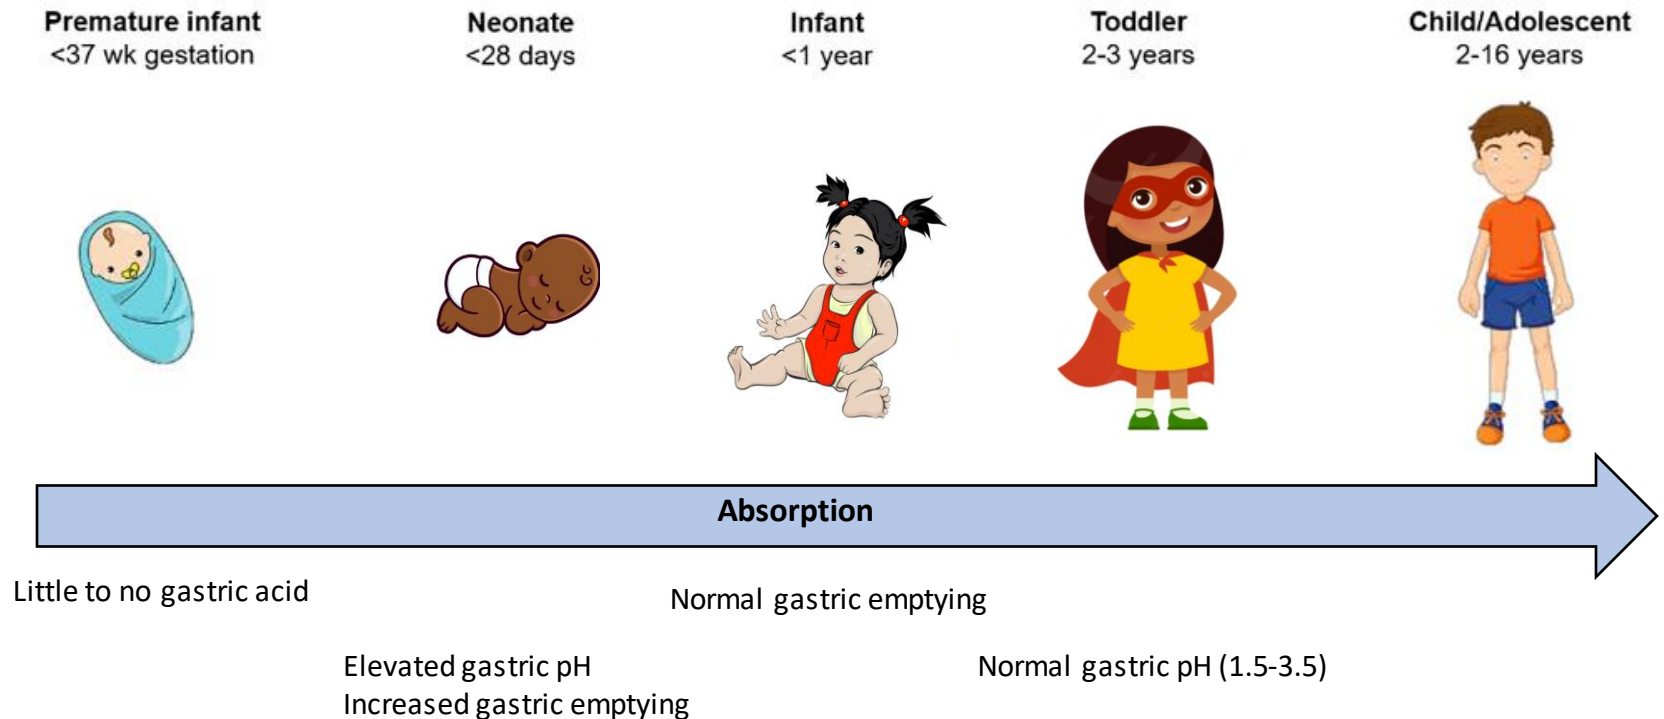 Premature infant
<37 wk gestation
Neonate
<28 days
Infant
<1 year
Toddler
2-3 years
Child/Adolescent
2-16 years
Absorption
Little to no gastric acid
Normal gastric emptying
Elevated gastric pH
Increased gastric emptying
Normal gastric pH (1.5-3.5)